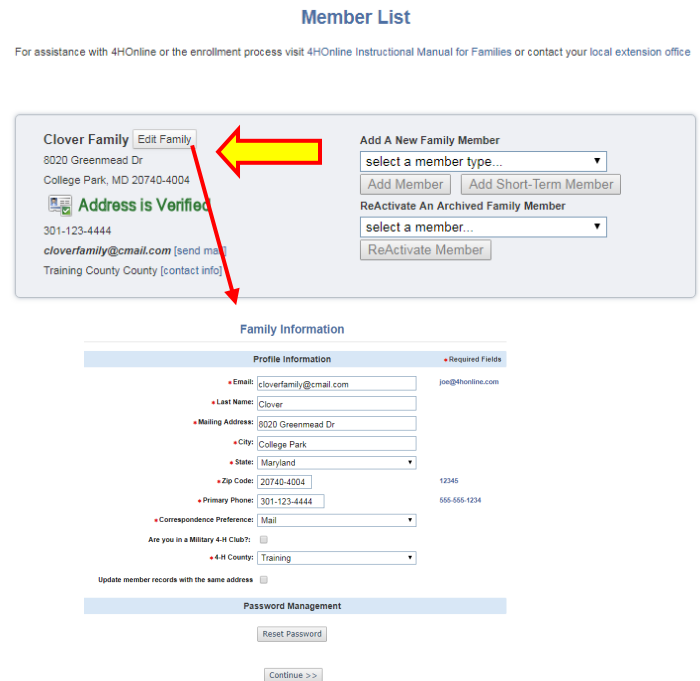 Member List
For assistance with 4HOnline or the enrollment process visit 4HOnline Instructional Manual for Families or contact your local extension office
Clover Family Edit Family
8020 Greenmead Dr
College Park, MD 20740-4004
Address is Verified
301-123-4444
cloverfamily@cmail.com [send mail]
Training County County [contact info]
Add A New Family Member
select a member type...
Add Member Add Short-Term Member
ReActivate An Archived Family Member
select a member...
ReActivate Member
Family Information
Profile Information • Required Fields
• Email: cloverfamily@cmail.com joe@4honline.com
• Last Name: Clover
• Mailing Address: 8020 Greenmead Dr
• City: College Park
• State: Maryland
• Zip Code: 20740-4004 12345
• Primary Phone: 301-123-4444 555-555-1234
• Correspondence Preference: Mail
Are you in a Military 4-H Club?:
• 4-H County: Training
Update member records with the same address
Password Management
Reset Password
Continue >>